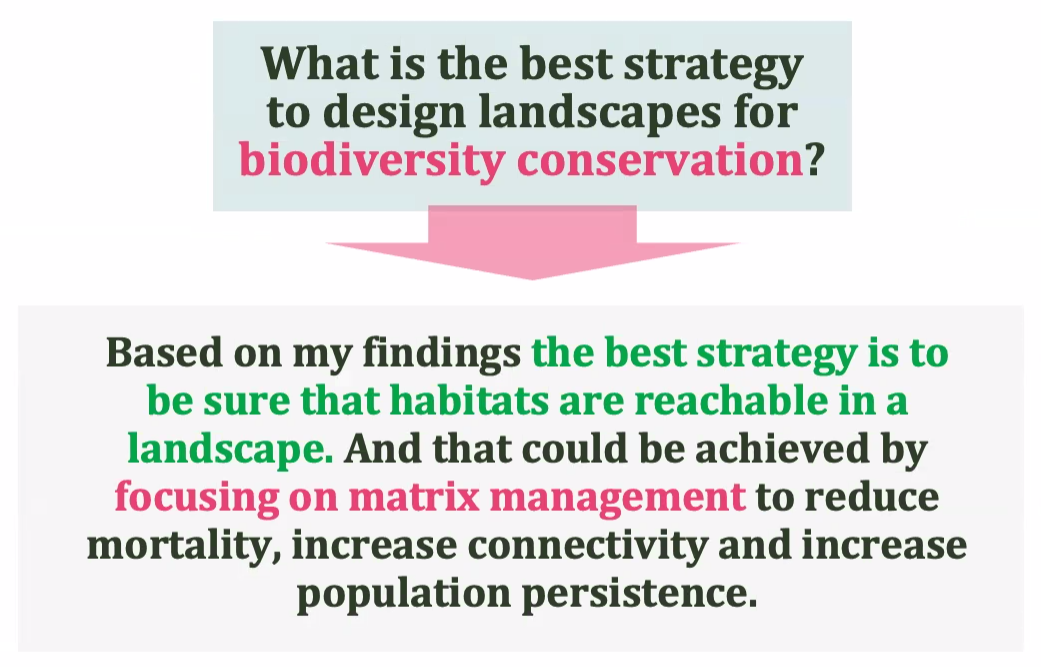 What is the best strategy
to design landscapes for
biodiversity conservation?
Based on my findings the best strategy is to
be sure that habitats are reachable in a
landscape. And that could be achieved by
focusing on matrix management to reduce
mortality, increase connectivity and increase
population persistence.